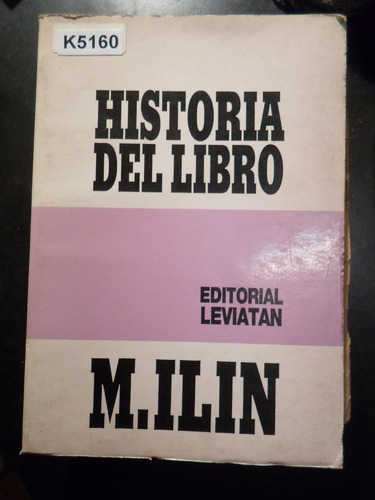 K5160
HISTORIA
DEL LIBRO
EDITORIAL
LEVIATAN
M.ILIN